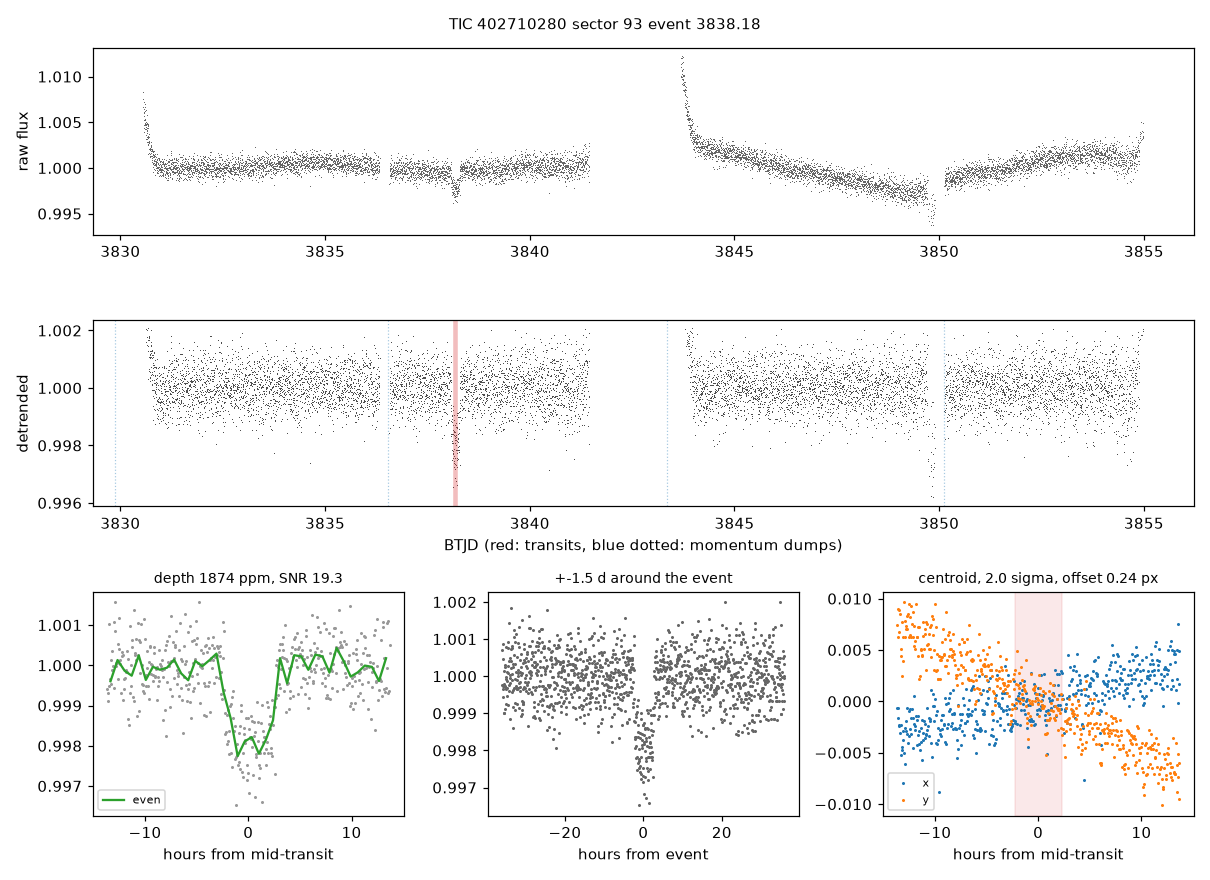 TIC 402710280 sector 93 event 3838.18
raw flux
1.010
1.005
1.000
0.995
3830 3835 3840 3845 3850 3855
detrended
1.002
1.000
0.998
0.996
3830 3835 3840 3845 3850 3855
BTJD (red: transits, blue dotted: momentum dumps)
depth 1874 ppm, SNR 19.3
1.001
1.000
0.999
0.998
0.997
even
−10 0 10
hours from mid-transit
+-1.5 d around the event
1.002
1.001
1.000
0.999
0.998
0.997
−20 0 20
hours from event
centroid, 2.0 sigma, offset 0.24 px
0.010
0.005
0.000
−0.005
−0.010
x
y
−10 0 10
hours from mid-transit